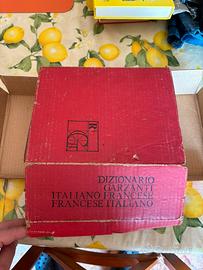 DIZIONARIO
GARZANTI
ITALIANO FRANCESE
FRANCESE ITALIANO